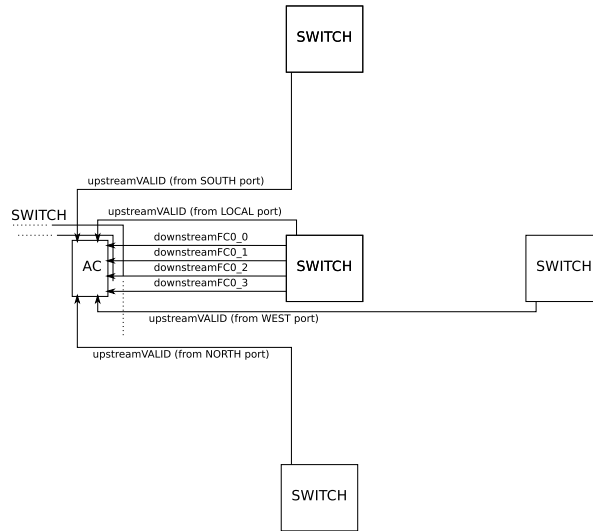 SWITCH
upstreamVALID (from SOUTH port)
SWITCH
upstreamVALID (from LOCAL port)
downstreamFC0_0
downstreamFC0_1
AC
downstreamFC0_2
SWITCH
SWITCH
downstreamFC0_3
upstreamVALID (from WEST port)
upstreamVALID (from NORTH port)
SWITCH